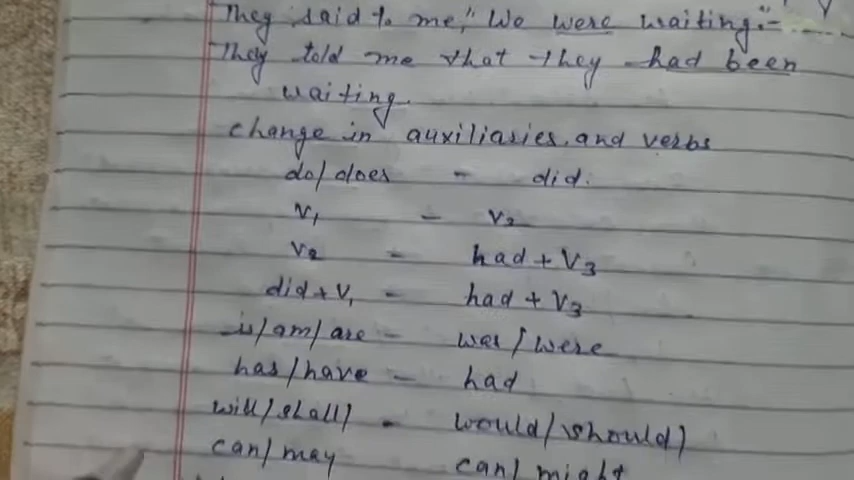 They said to me, "We were waiting."
They told me that they had been
waiting.
change in auxiliaries. and verbs
do/does - did.
V1 - V2
V2 - had + V3
did + V1 - had + V3
is/am/are - was/were
has/have - had
will/shall/ - would/should/
can/may can/might